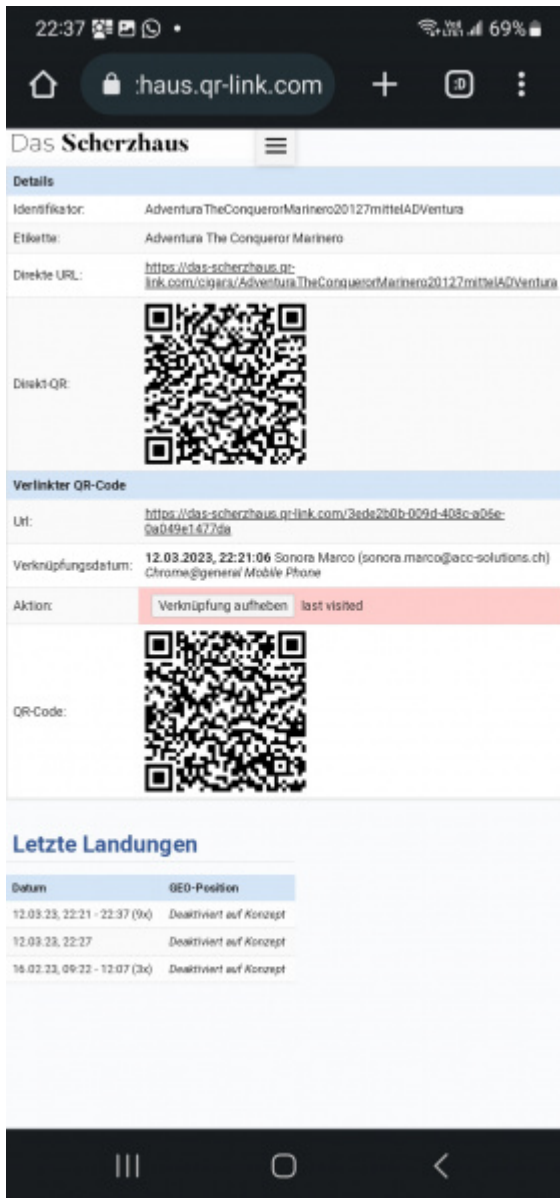 22:37
69%
:haus.qr-link.com
:D
Das Scherzhaus
Details
Identifikator: AdventuraTheConquerorMarinero20127mittelADVentura
Etikette: Adventura The Conqueror Marinero
Direkte URL: https://das-scherzhaus.qr-
link.com/cigars/AdventuraTheConquerorMarinero20127mittelADVentura
Direkt-QR:
Verlinkter QR-Code
Url: https://das-scherzhaus.qr-link.com/3ede2b0b-009d-408c-a06e-
0a049e1477da
Verknüpfungsdatum: 12.03.2023, 22:21:06 Sonora Marco (sonora.marco@acc-solutions.ch)
Chrome@general Mobile Phone
Aktion: Verknüpfung aufheben last visited
QR-Code:
Letzte Landungen
Datum GEO-Position
12.03.23, 22:21 - 22:37 (9x) Deaktiviert auf Konzept
12.03.23, 22:27 Deaktiviert auf Konzept
16.02.23, 09:22 - 12:07 (3x) Deaktiviert auf Konzept